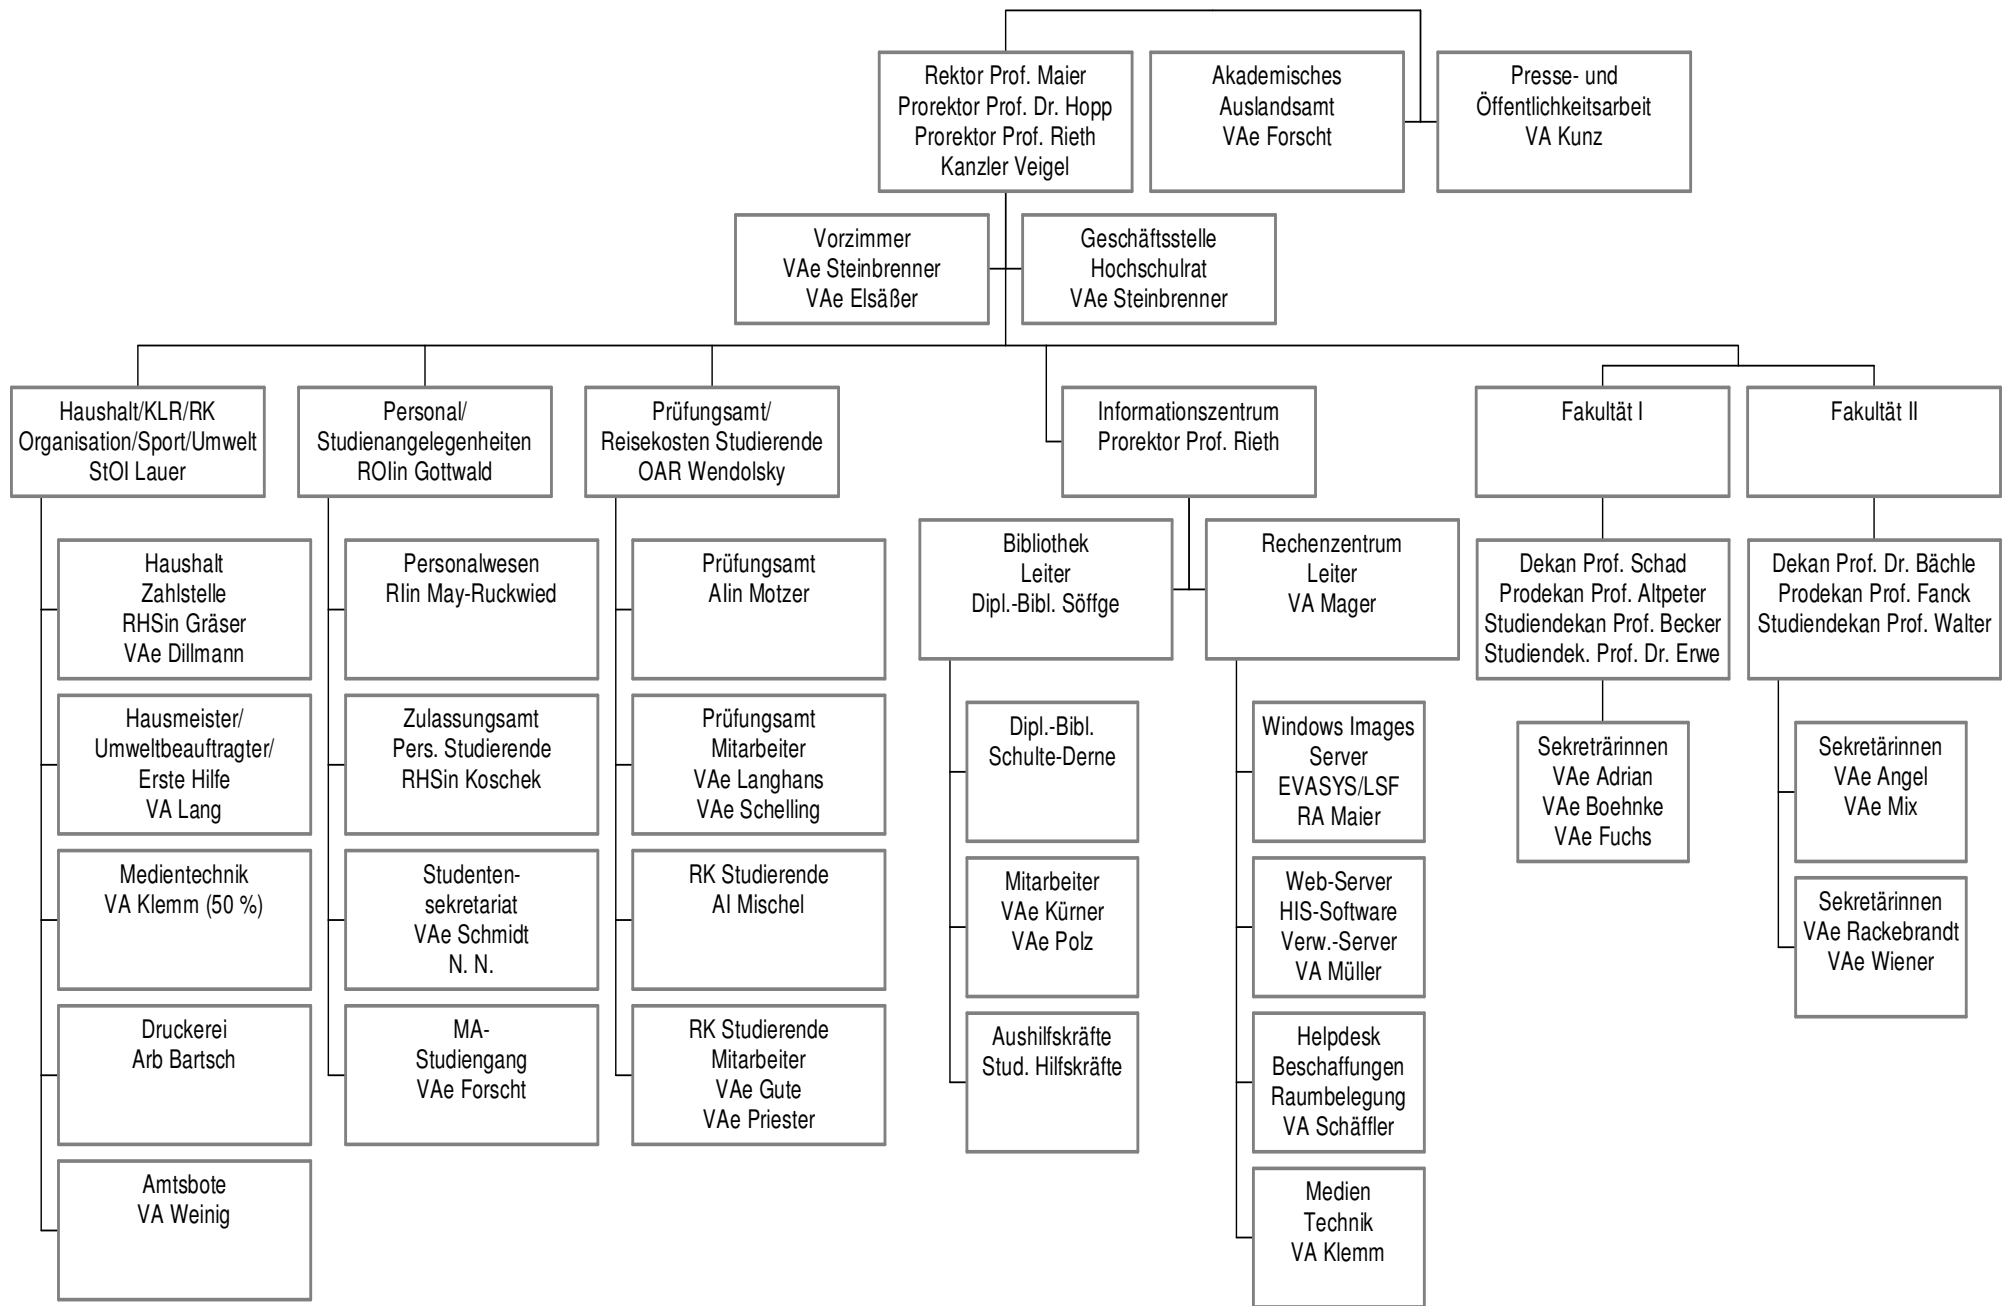 Rektor Prof. Maier
Prorektor Prof. Dr. Hopp
Prorektor Prof. Rieth
Kanzler Veigel
Akademisches
Auslandsamt
VAe Forscht
Presse- und
Öffentlichkeitsarbeit
VA Kunz
Vorzimmer
VAe Steinbrenner
VAe Elsäßer
Geschäftsstelle
Hochschulrat
VAe Steinbrenner
Haushalt/KLR/RK
Organisation/Sport/Umwelt
StOI Lauer
Personal/
Studienangelegenheiten
ROIin Gottwald
Prüfungsamt/
Reisekosten Studierende
OAR Wendolsky
Informationszentrum
Prorektor Prof. Rieth
Fakultät I
Fakultät II
Haushalt
Zahlstelle
RHSin Gräser
VAe Dillmann
Hausmeister/
Umweltbeauftragter/
Erste Hilfe
VA Lang
Medientechnik
VA Klemm (50 %)
Druckerei
Arb Bartsch
Amtsbote
VA Weinig
Personalwesen
RIin May-Ruckwied
Zulassungsamt
Pers. Studierende
RHSin Koschek
Studenten-
sekretariat
VAe Schmidt
N. N.
MA-
Studiengang
VAe Forscht
Prüfungsamt
AIin Motzer
Prüfungsamt
Mitarbeiter
VAe Langhans
VAe Schelling
RK Studierende
AI Mischel
RK Studierende
Mitarbeiter
VAe Gute
VAe Priester
Bibliothek
Leiter
Dipl.-Bibl. Söffge
Dipl.-Bibl.
Schulte-Derne
Mitarbeiter
VAe Kürner
VAe Polz
Aushilfskräfte
Stud. Hilfskräfte
Rechenzentrum
Leiter
VA Mager
Windows Images
Server
EVASYS/LSF
RA Maier
Web-Server
HIS-Software
Verw.-Server
VA Müller
Helpdesk
Beschaffungen
Raumbelegung
VA Schäffler
Medien
Technik
VA Klemm
Dekan Prof. Schad
Prodekan Prof. Altpeter
Studiendekan Prof. Becker
Studiendek. Prof. Dr. Erwe
Sekreträrinnen
VAe Adrian
VAe Boehnke
VAe Fuchs
Dekan Prof. Dr. Bächle
Prodekan Prof. Fanck
Studiendekan Prof. Walter
Sekretärinnen
VAe Angel
VAe Mix
Sekretärinnen
VAe Rackebrandt
VAe Wiener